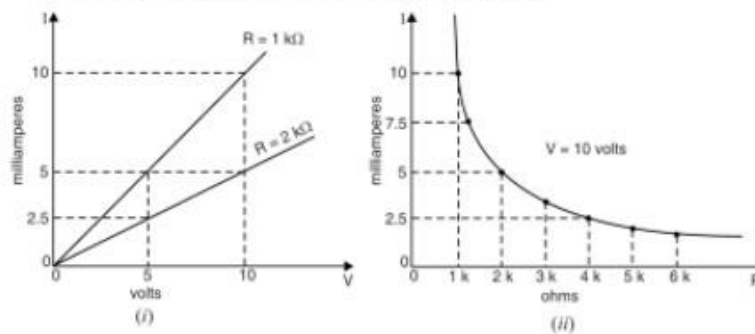 I
R = 1 kΩ
10
R = 2 kΩ
milliamperes
5
2.5
0
0
5
10
V
volts
(i)
I
10
7.5
V = 10 volts
milliamperes
5
2.5
0
0
1 k
2 k
3 k
4 k
5 k
6 k
ohms
(ii)